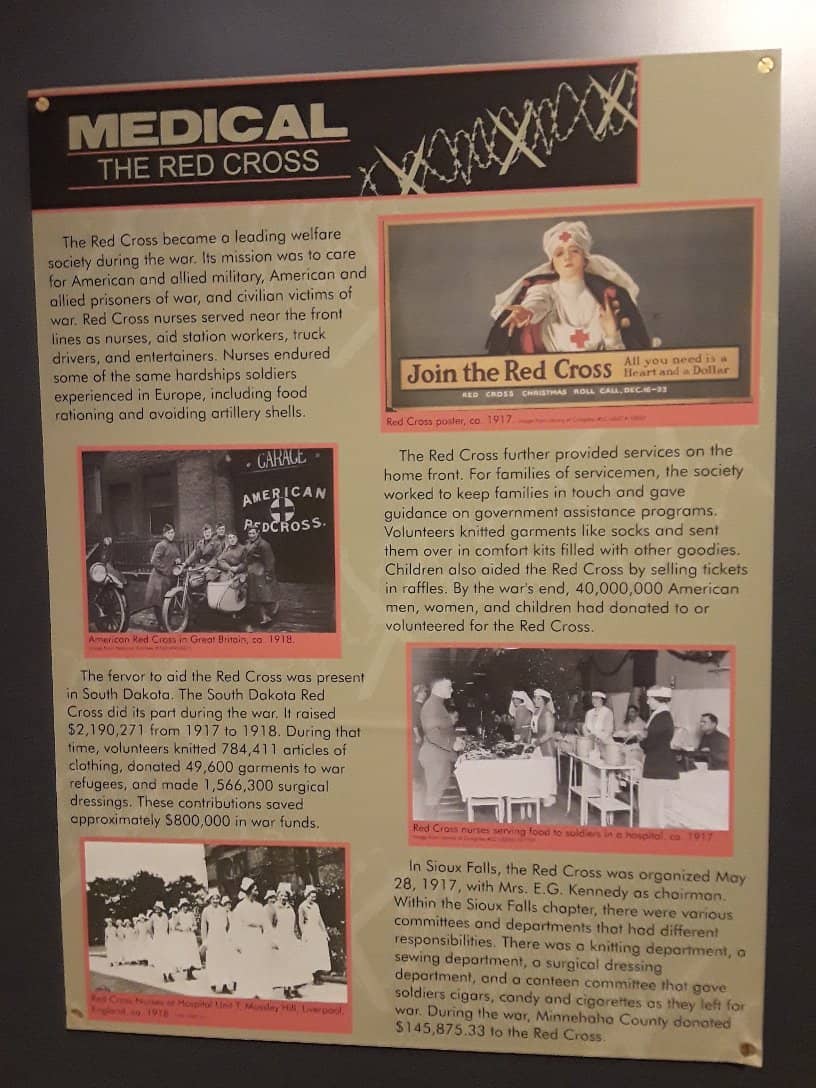 MEDICAL
THE RED CROSS
The Red Cross became a leading welfare
society during the war. Its mission was to care
for American and allied military, American and
allied prisoners of war, and civilian victims of
war. Red Cross nurses served near the front
lines as nurses, aid station workers, truck
drivers, and entertainers. Nurses endured
some of the same hardships soldiers
experienced in Europe, including food
rationing and avoiding artillery shells.
GARAGE
AMERICAN
RED CROSS.
American Red Cross in Great Britain, ca. 1918.
The fervor to aid the Red Cross was present
in South Dakota. The South Dakota Red
Cross did its part during the war. It raised
$2,190,271 from 1917 to 1918. During that
time, volunteers knitted 784,411 articles of
clothing, donated 49,600 garments to war
refugees, and made 1,566,300 surgical
dressings. These contributions saved
approximately $800,000 in war funds.
Red Cross Nurses at Hospital Unit T, Mossley Hill, Liverpool,
England, ca. 1918.
Join the Red Cross
All you need is a
Heart and a Dollar
RED CROSS CHRISTMAS ROLL CALL, DEC. 16-23
Red Cross poster, ca. 1917.
The Red Cross further provided services on the
home front. For families of servicemen, the society
worked to keep families in touch and gave
guidance on government assistance programs.
Volunteers knitted garments like socks and sent
them over in comfort kits filled with other goodies.
Children also aided the Red Cross by selling tickets
in raffles. By the war's end, 40,000,000 American
men, women, and children had donated to or
volunteered for the Red Cross.
Red Cross nurses serving food to soldiers in a hospital, ca. 1917.
In Sioux Falls, the Red Cross was organized May
28, 1917, with Mrs. E.G. Kennedy as chairman.
Within the Sioux Falls chapter, there were various
committees and departments that had different
responsibilities. There was a knitting department, a
sewing department, a surgical dressing
department, and a canteen committee that gave
soldiers cigars, candy and cigarettes as they left for
war. During the war, Minnehaha County donated
$145,875.33 to the Red Cross.